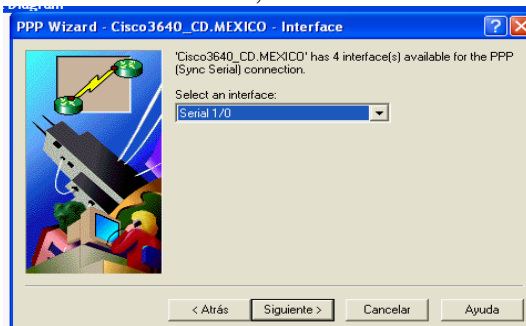 Diagram
PPP Wizard - Cisco3640_CD.MEXICO - Interface
'Cisco3640_CD.MEXICO' has 4 interface(s) available for the PPP
(Sync Serial) connection.
Select an interface:
Serial 1/0
< Atrás Siguiente > Cancelar Ayuda